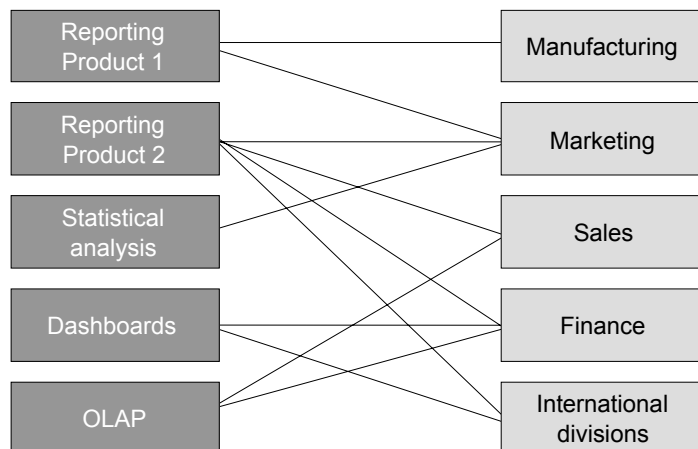 Reporting
Product 1
Manufacturing
Reporting
Product 2
Marketing
Statistical
analysis
Sales
Dashboards
Finance
OLAP
International
divisions